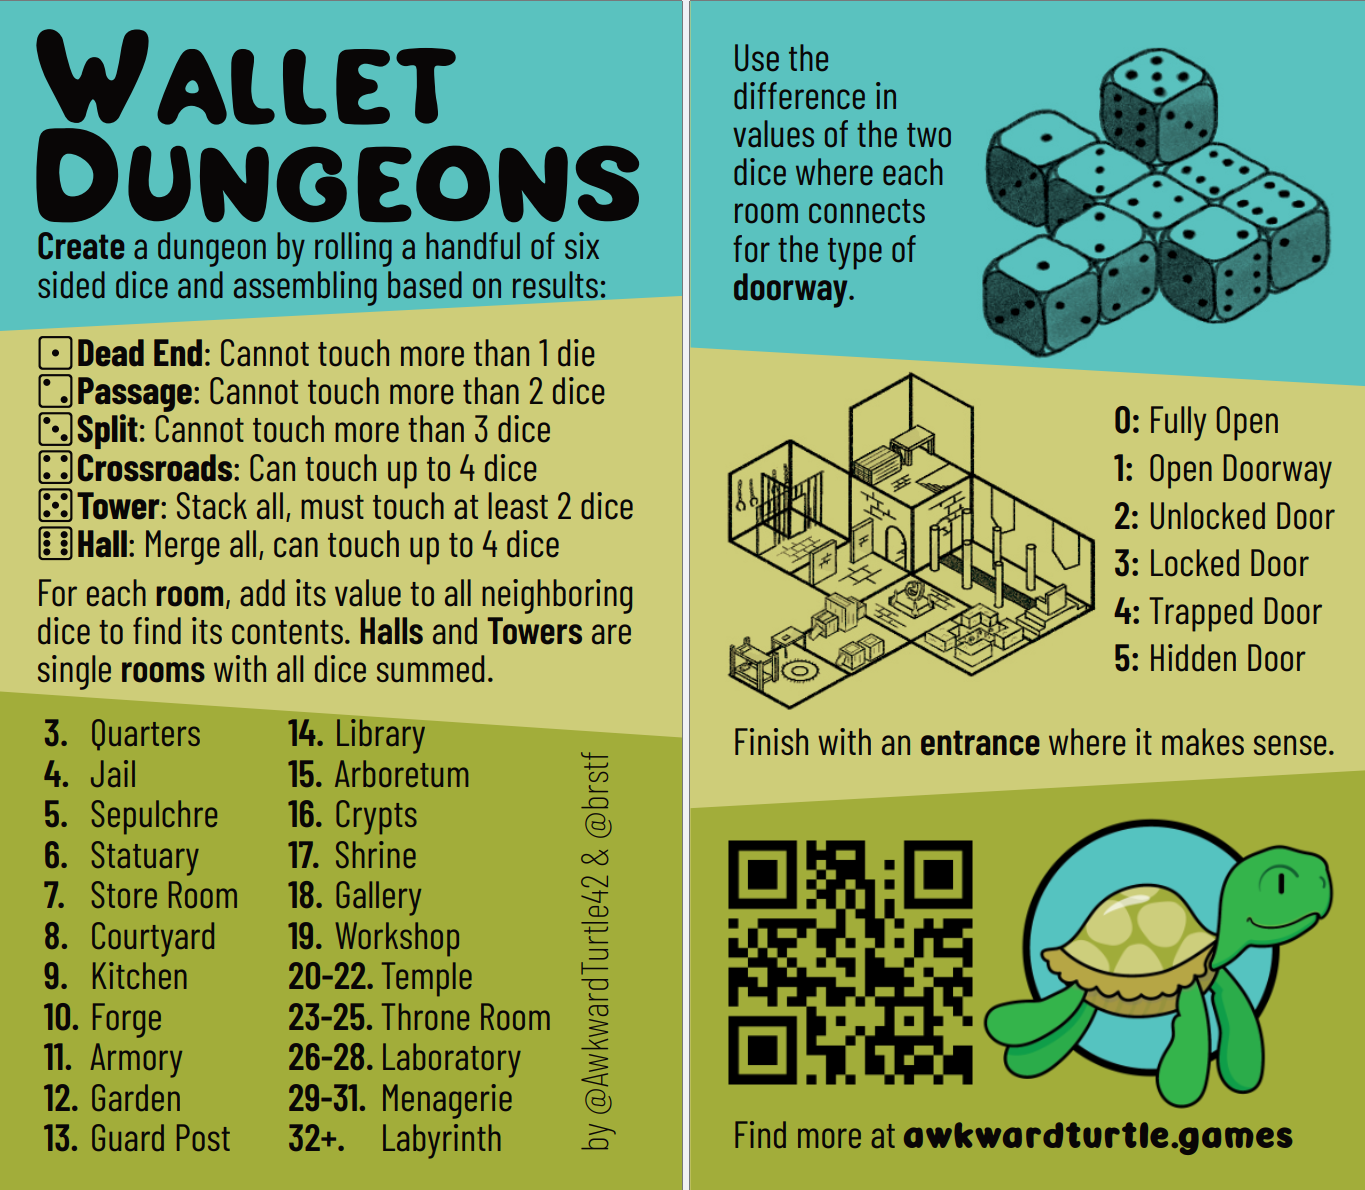 WALLET
DUNGEONS
Create a dungeon by rolling a handful of six
sided dice and assembling based on results:
Dead End: Cannot touch more than 1 die
Passage: Cannot touch more than 2 dice
Split: Cannot touch more than 3 dice
Crossroads: Can touch up to 4 dice
Tower: Stack all, must touch at least 2 dice
Hall: Merge all, can touch up to 4 dice
For each room, add its value to all neighboring
dice to find its contents. Halls and Towers are
single rooms with all dice summed.
3. Quarters
4. Jail
5. Sepulchre
6. Statuary
7. Store Room
8. Courtyard
9. Kitchen
10. Forge
11. Armory
12. Garden
13. Guard Post
14. Library
15. Arboretum
16. Crypts
17. Shrine
18. Gallery
19. Workshop
20-22. Temple
23-25. Throne Room
26-28. Laboratory
29-31. Menagerie
32+. Labyrinth
by @AwkwardTurtle42 & @brstf
Use the
difference in
values of the two
dice where each
room connects
for the type of
doorway.
0: Fully Open
1: Open Doorway
2: Unlocked Door
3: Locked Door
4: Trapped Door
5: Hidden Door
Finish with an entrance where it makes sense.
Find more at awkwardturtle.games